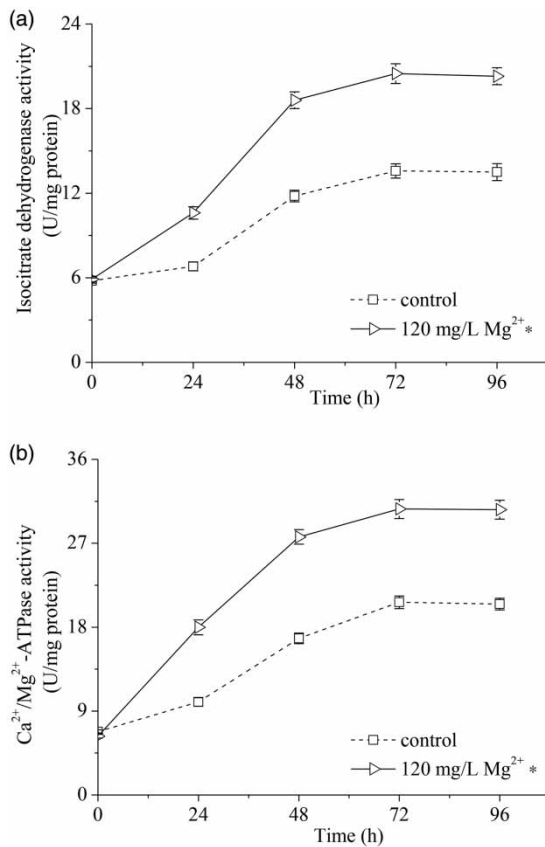 (a)
24
18
12
6
0
Isocitrate dehydrogenase activity
(U/mg protein)
control
120 mg/L Mg²⁺*
0 24 48 72 96
Time (h)
(b)
36
27
18
9
0
Ca²⁺/Mg²⁺-ATPase activity
(U/mg protein)
control
120 mg/L Mg²⁺ *
0 24 48 72 96
Time (h)